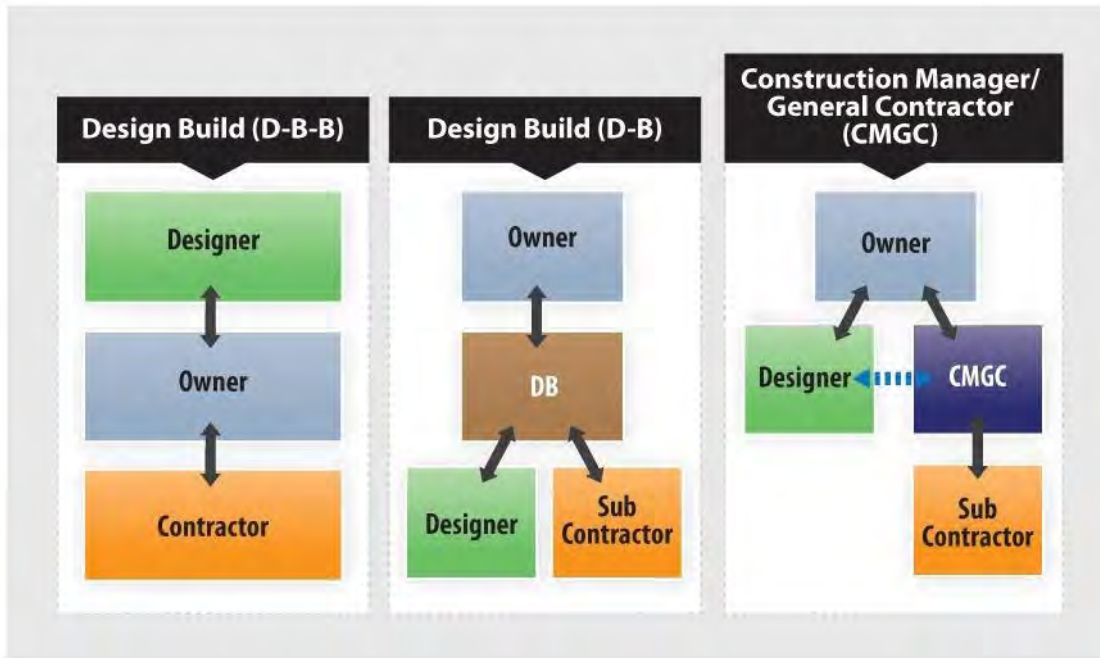 Design Build (D-B-B)
Designer
Owner
Contractor
Design Build (D-B)
Owner
DB
Designer
Sub
Contractor
Construction Manager/
General Contractor
(CMGC)
Owner
Designer
CMGC
Sub
Contractor